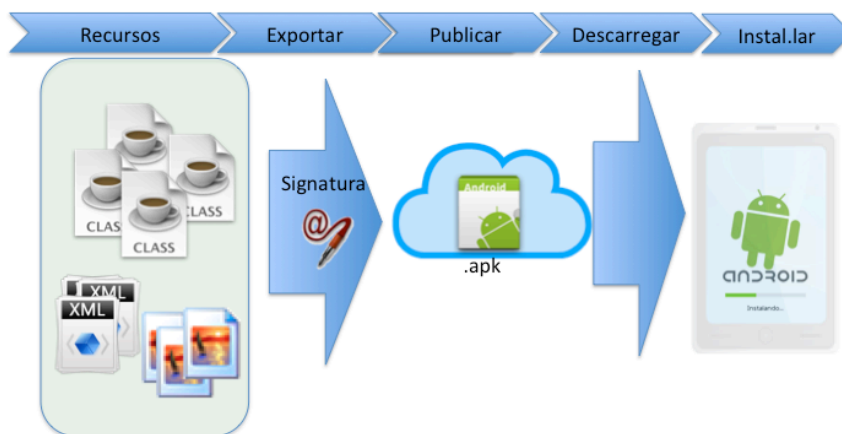 Recursos
Exportar
Publicar
Descarregar
Instal.lar
CLASS
CLASS
CLASS
Signatura
@
Android
.apk
XML
XML
ANDROID
Instalando...